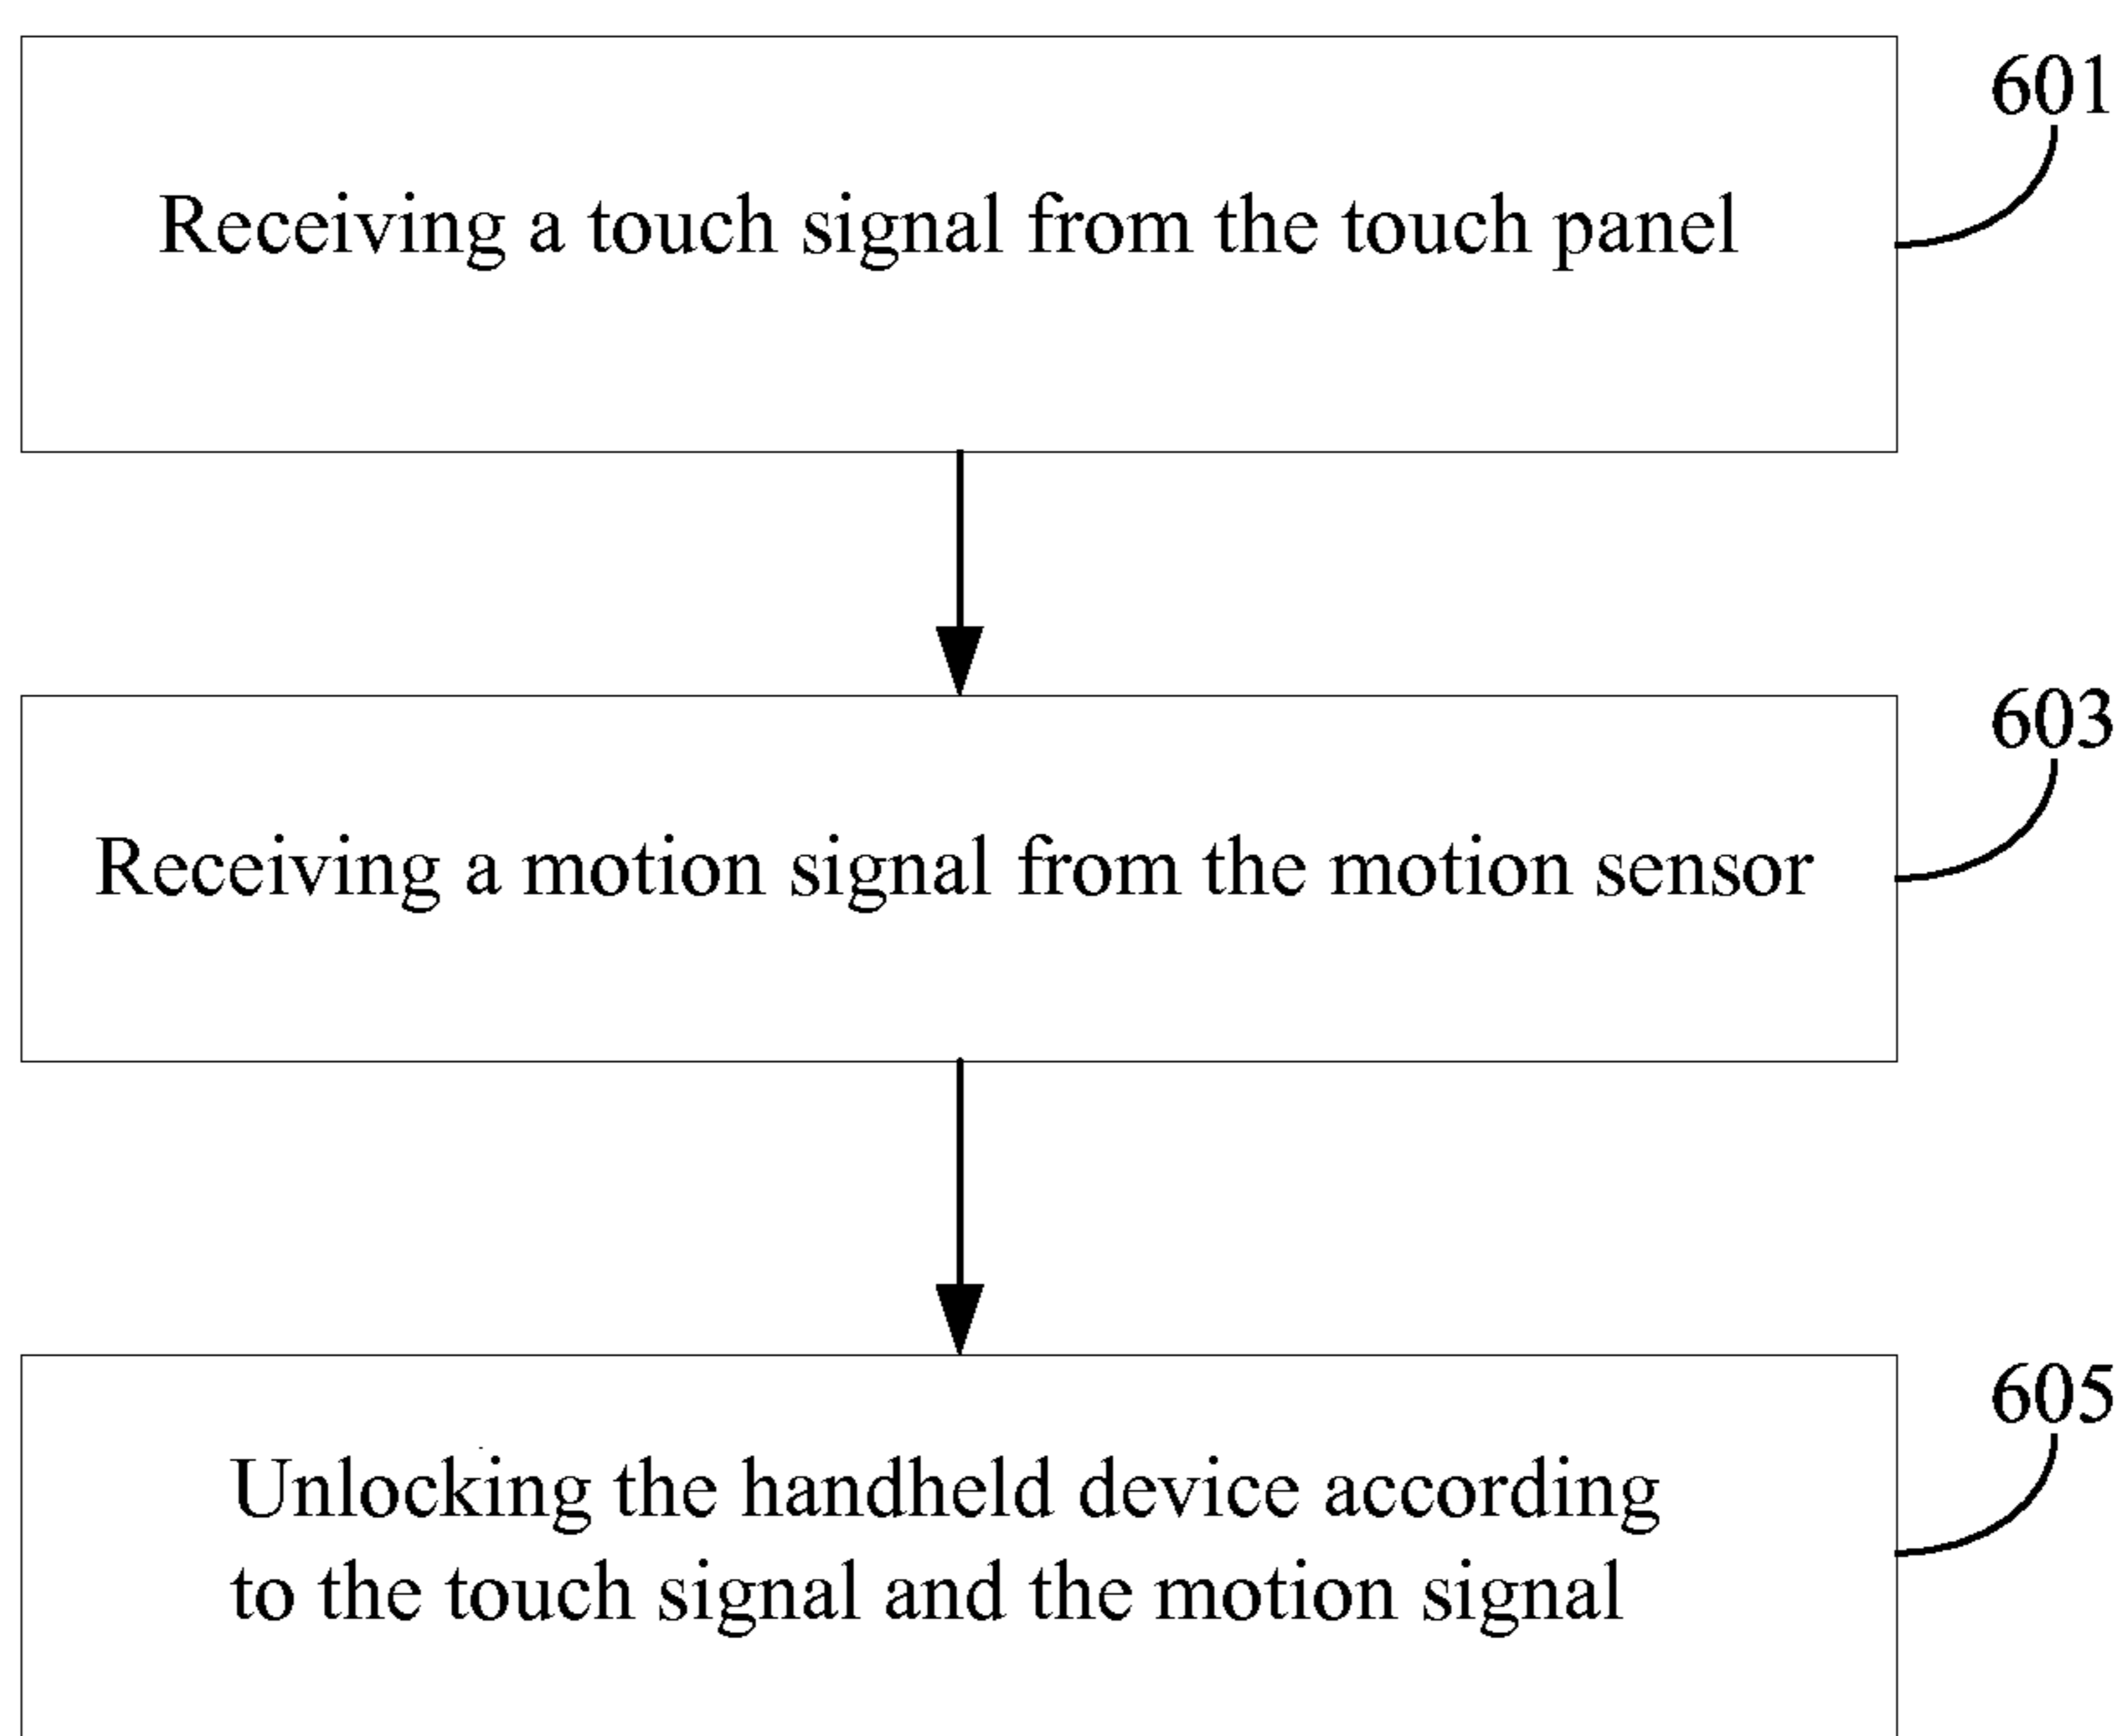 601
Receiving a touch signal from the touch panel
603
Receiving a motion signal from the motion sensor
605
Unlocking the handheld device according
to the touch signal and the motion signal